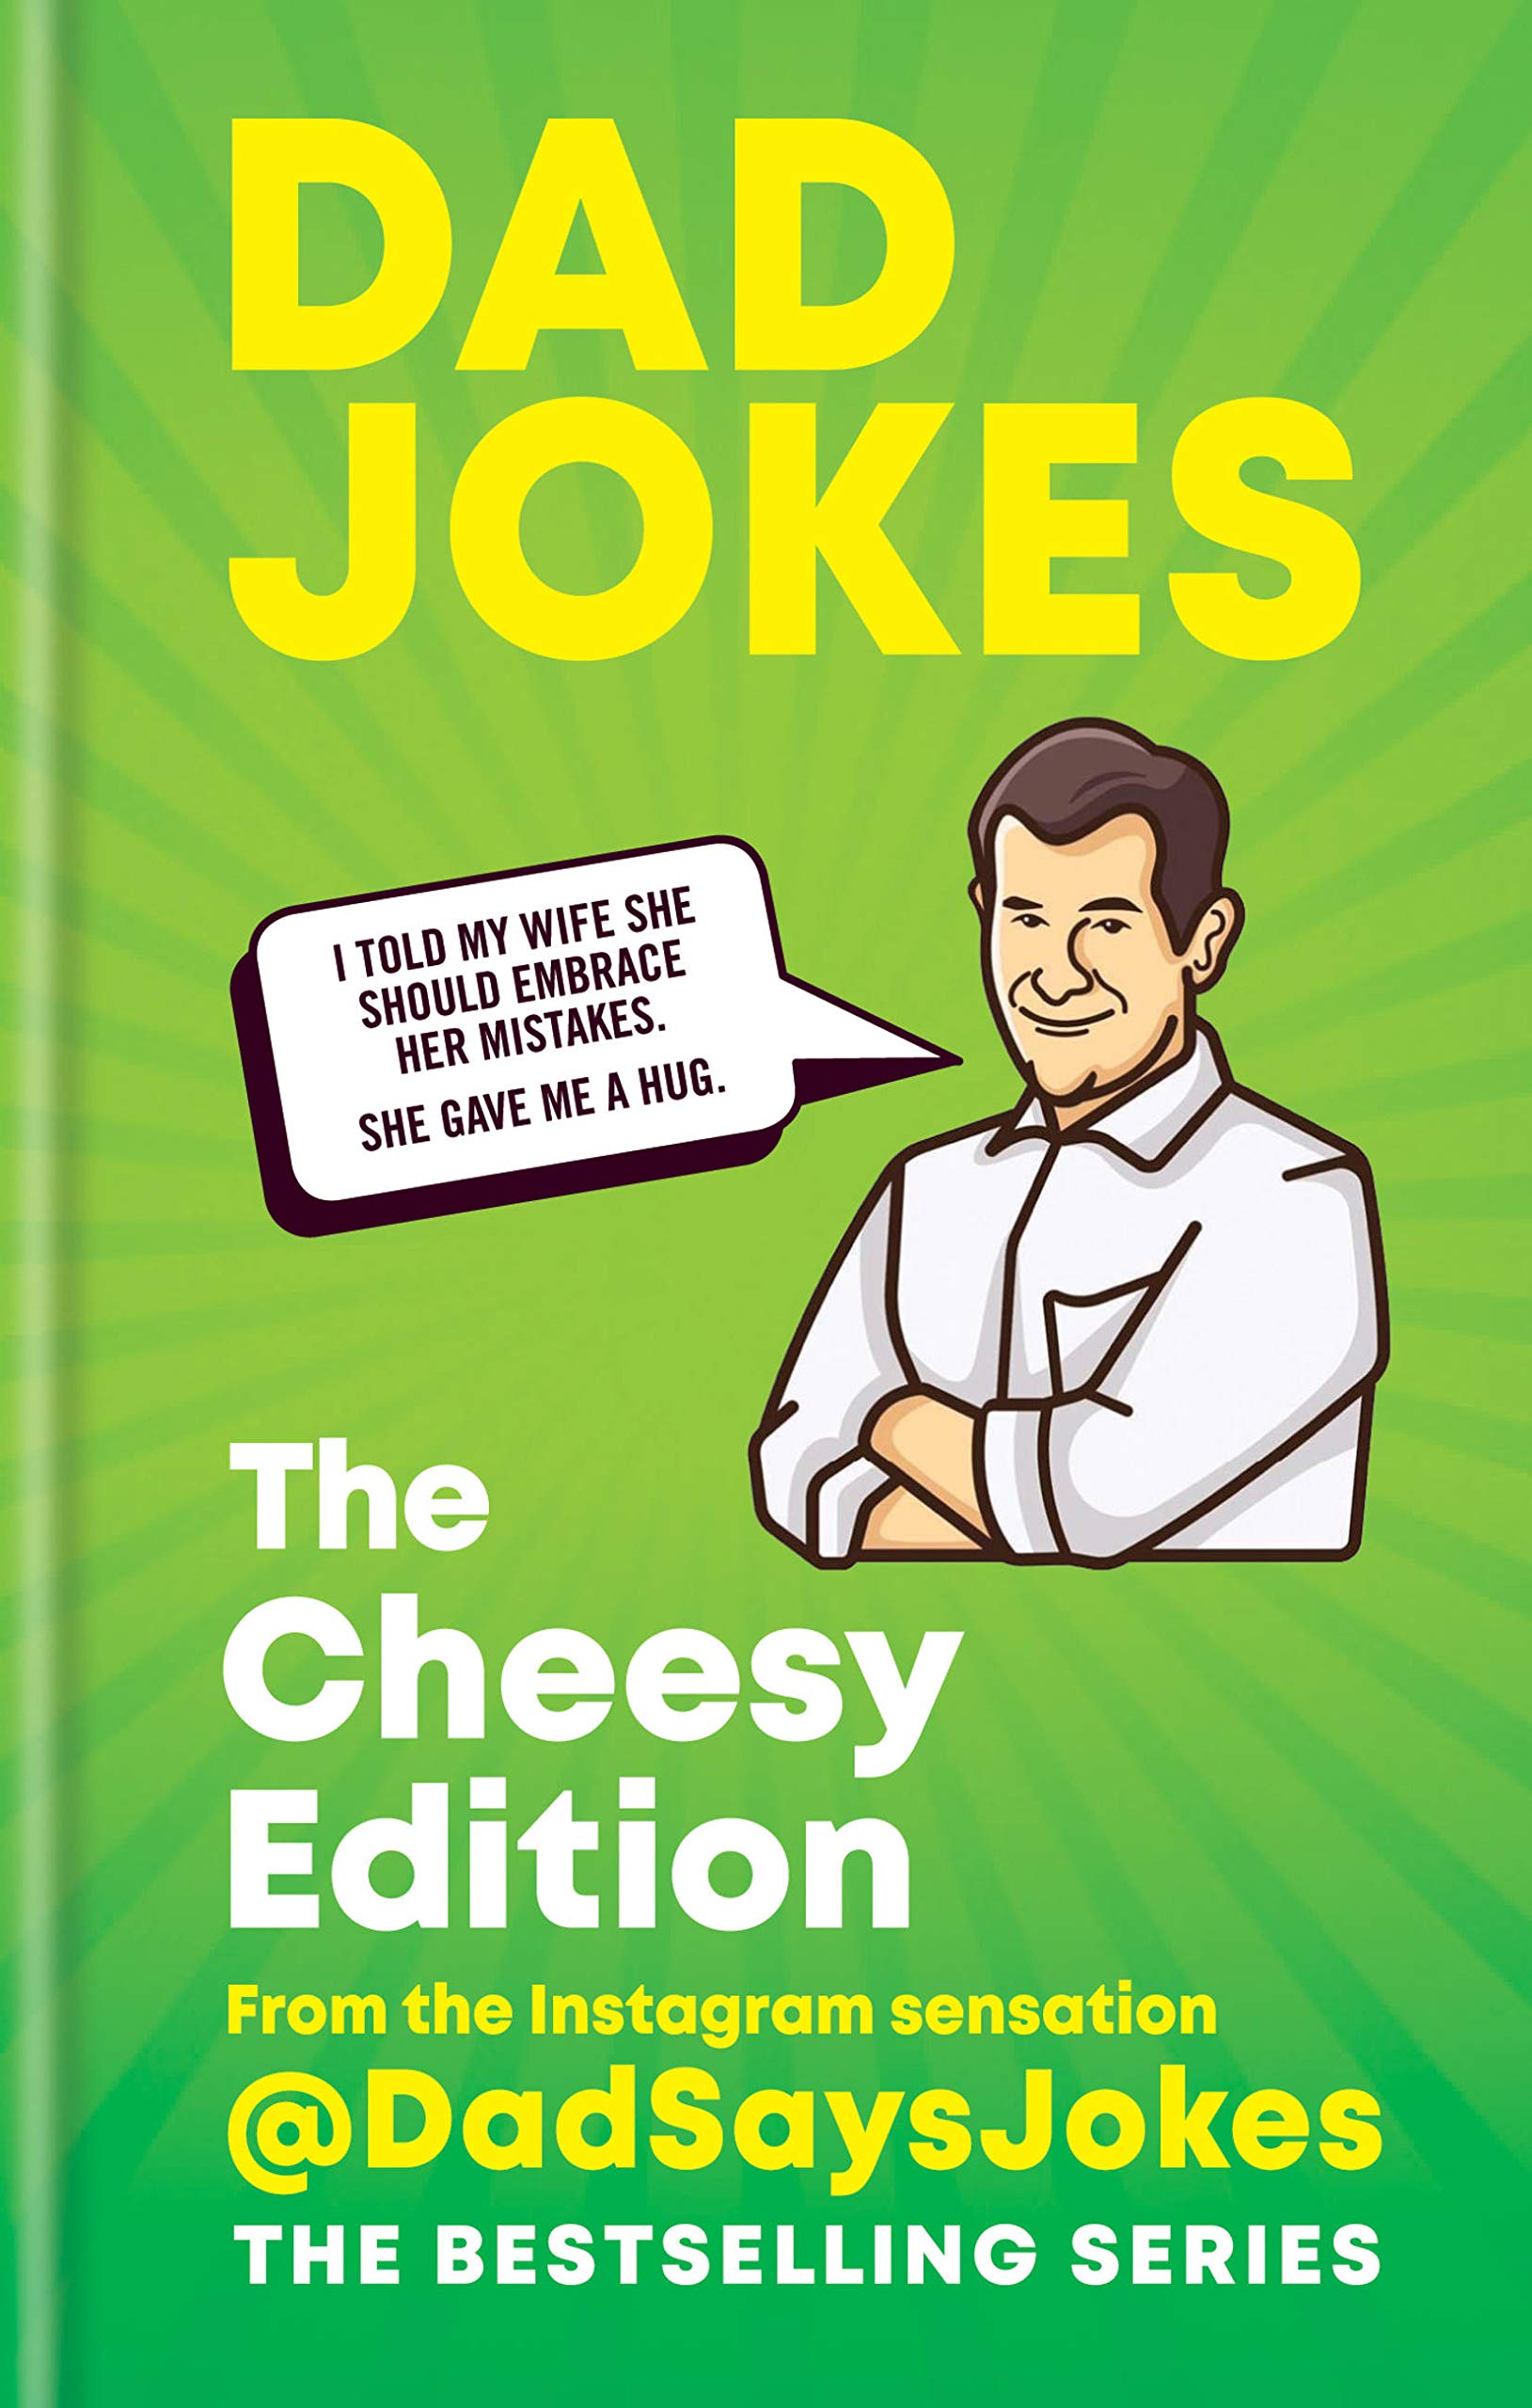 DAD
JOKES
I TOLD MY WIFE SHE
SHOULD EMBRACE
HER MISTAKES.
SHE GAVE ME A HUG.
The
Cheesy
Edition
From the Instagram sensation
@DadSaysJokes
THE BESTSELLING SERIES